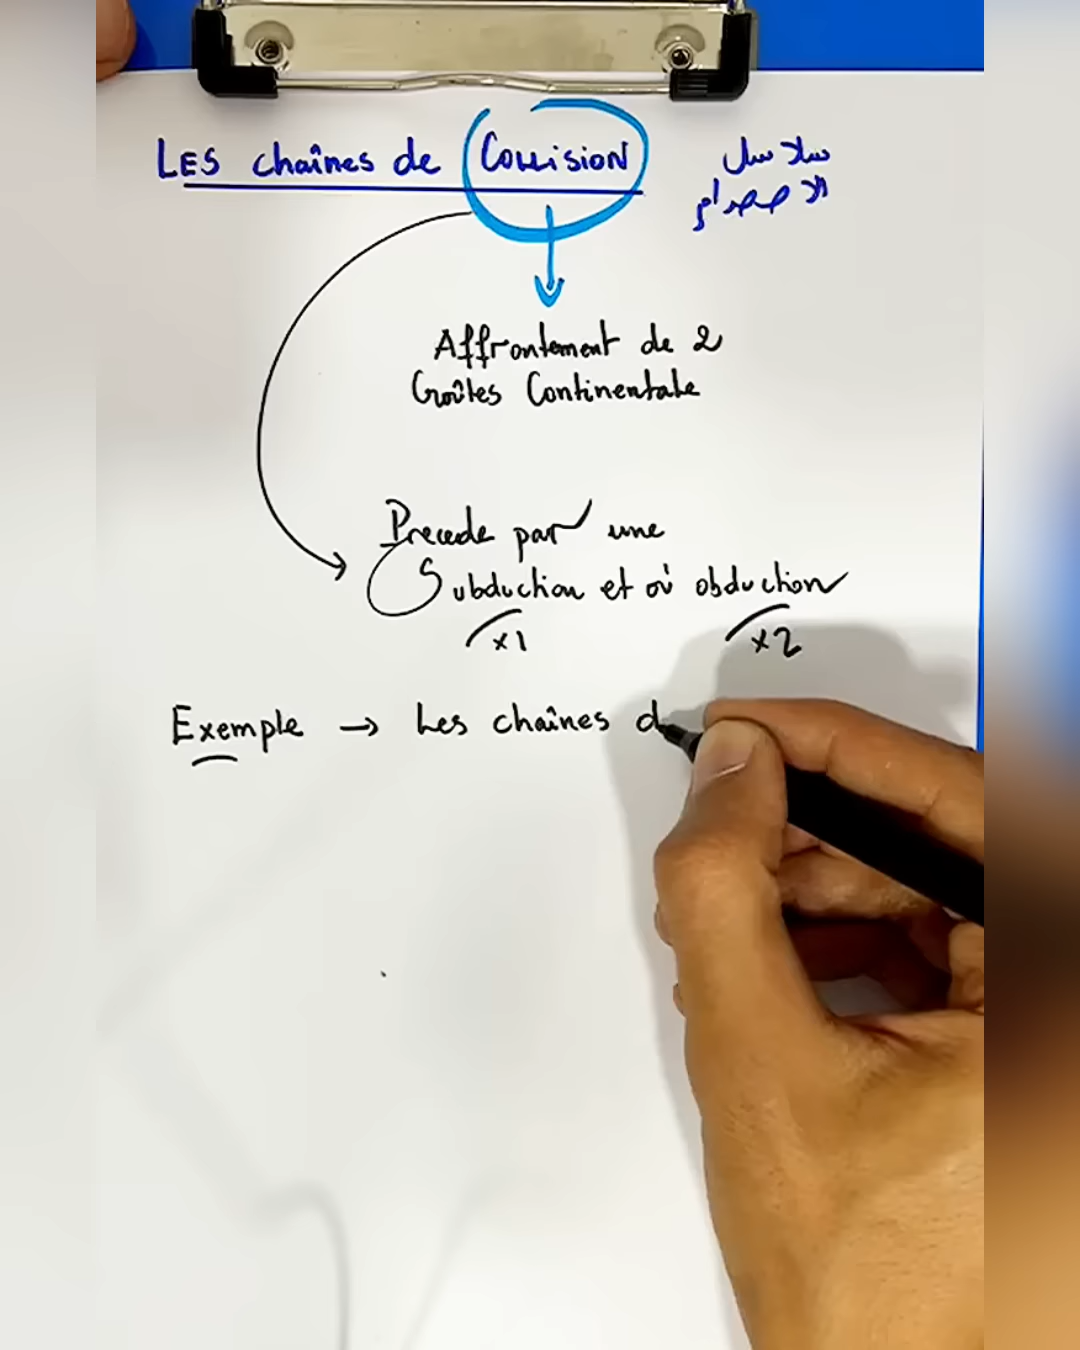 LES chaînes de Collision
سلاسل
الاصطدام
Affrontement de 2
Croûtes Continentale
Precede par une
Subduction et où obduction
x1
x2
Exemple → Les chaînes d